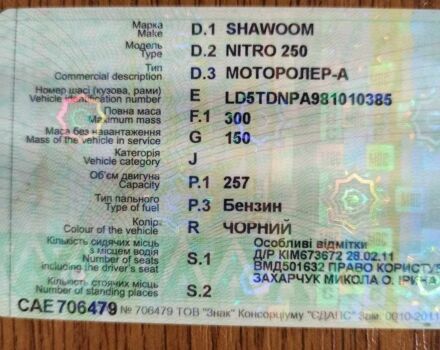 Марка D.1 SHAWOOM
Make
Модель D.2 NITRO 250
Type
Тип D.3 МОТОРОЛЕР-А
Commercial description
Номер шасі (кузова, рами) E LD5TDNPA981010385
Vehicle identification number
Повна маса F.1 300
Maximum mass
Маса без навантаження G 150
Mass of the vehicle in service
Категорія J
Vehicle category
Об'єм двигуна P.1 257
Capacity
Тип пального P.3 Бензин
Type of fuel
Колір R ЧОРНИЙ
Colour of the vehicle
Кількість сидячих місць
з місцем водія S.1
Number of seats
including the driver's seat
Кількість стоячих місць S.2
Number of standing places
Особливі відмітки
Д/Р КІМ673672 28.02.11
ВМД501632 ПРАВО КОРИСТУ
ЗАХАРЧУК МИКОЛА О. ІРИНА
САЕ 706479 № 706479 ТОВ "Знак" Консорціуму "ЄДАПС" Зам. 0010-2011